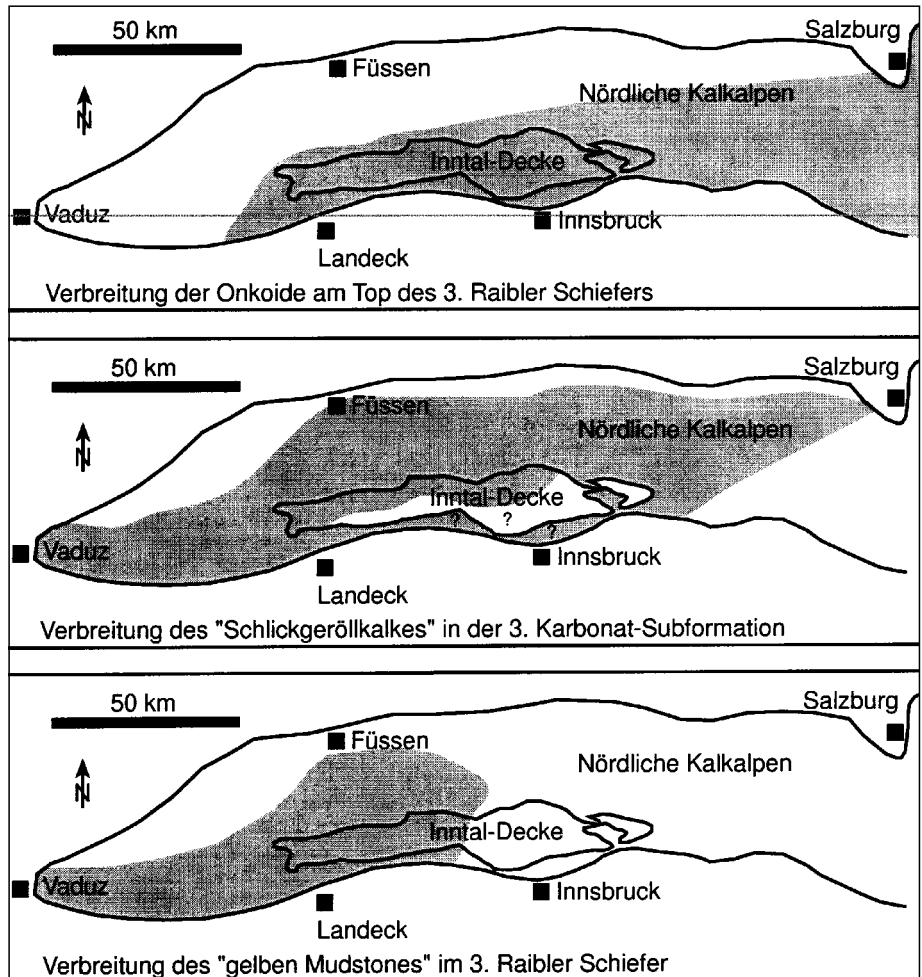 50 km
Salzburg
Füssen
N
Nördliche Kalkalpen
Inntal-Decke
Vaduz
Innsbruck
Landeck
Verbreitung der Onkoide am Top des 3. Raibler Schiefers
50 km
Salzburg
Füssen
N
Nördliche Kalkalpen
Inntal-Decke
? ? ?
Vaduz
Innsbruck
Landeck
Verbreitung des "Schlickgeröllkalkes" in der 3. Karbonat-Subformation
50 km
Salzburg
Füssen
Nördliche Kalkalpen
N
Inntal-Decke
Vaduz
Innsbruck
Landeck
Verbreitung des "gelben Mudstones" im 3. Raibler Schiefer